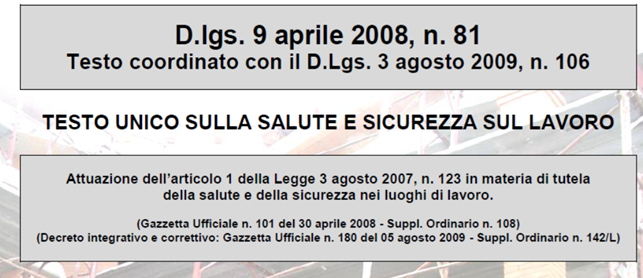 D.lgs. 9 aprile 2008, n. 81
Testo coordinato con il D.Lgs. 3 agosto 2009, n. 106
TESTO UNICO SULLA SALUTE E SICUREZZA SUL LAVORO
Attuazione dell'articolo 1 della Legge 3 agosto 2007, n. 123 in materia di tutela
della salute e della sicurezza nei luoghi di lavoro.
(Gazzetta Ufficiale n. 101 del 30 aprile 2008 - Suppl. Ordinario n. 108)
(Decreto integrativo e correttivo: Gazzetta Ufficiale n. 180 del 05 agosto 2009 - Suppl. Ordinario n. 142/L)